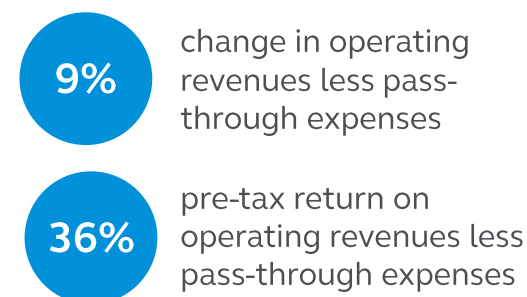 9%
change in operating
revenues less pass-
through expenses
36%
pre-tax return on
operating revenues less
pass-through expenses